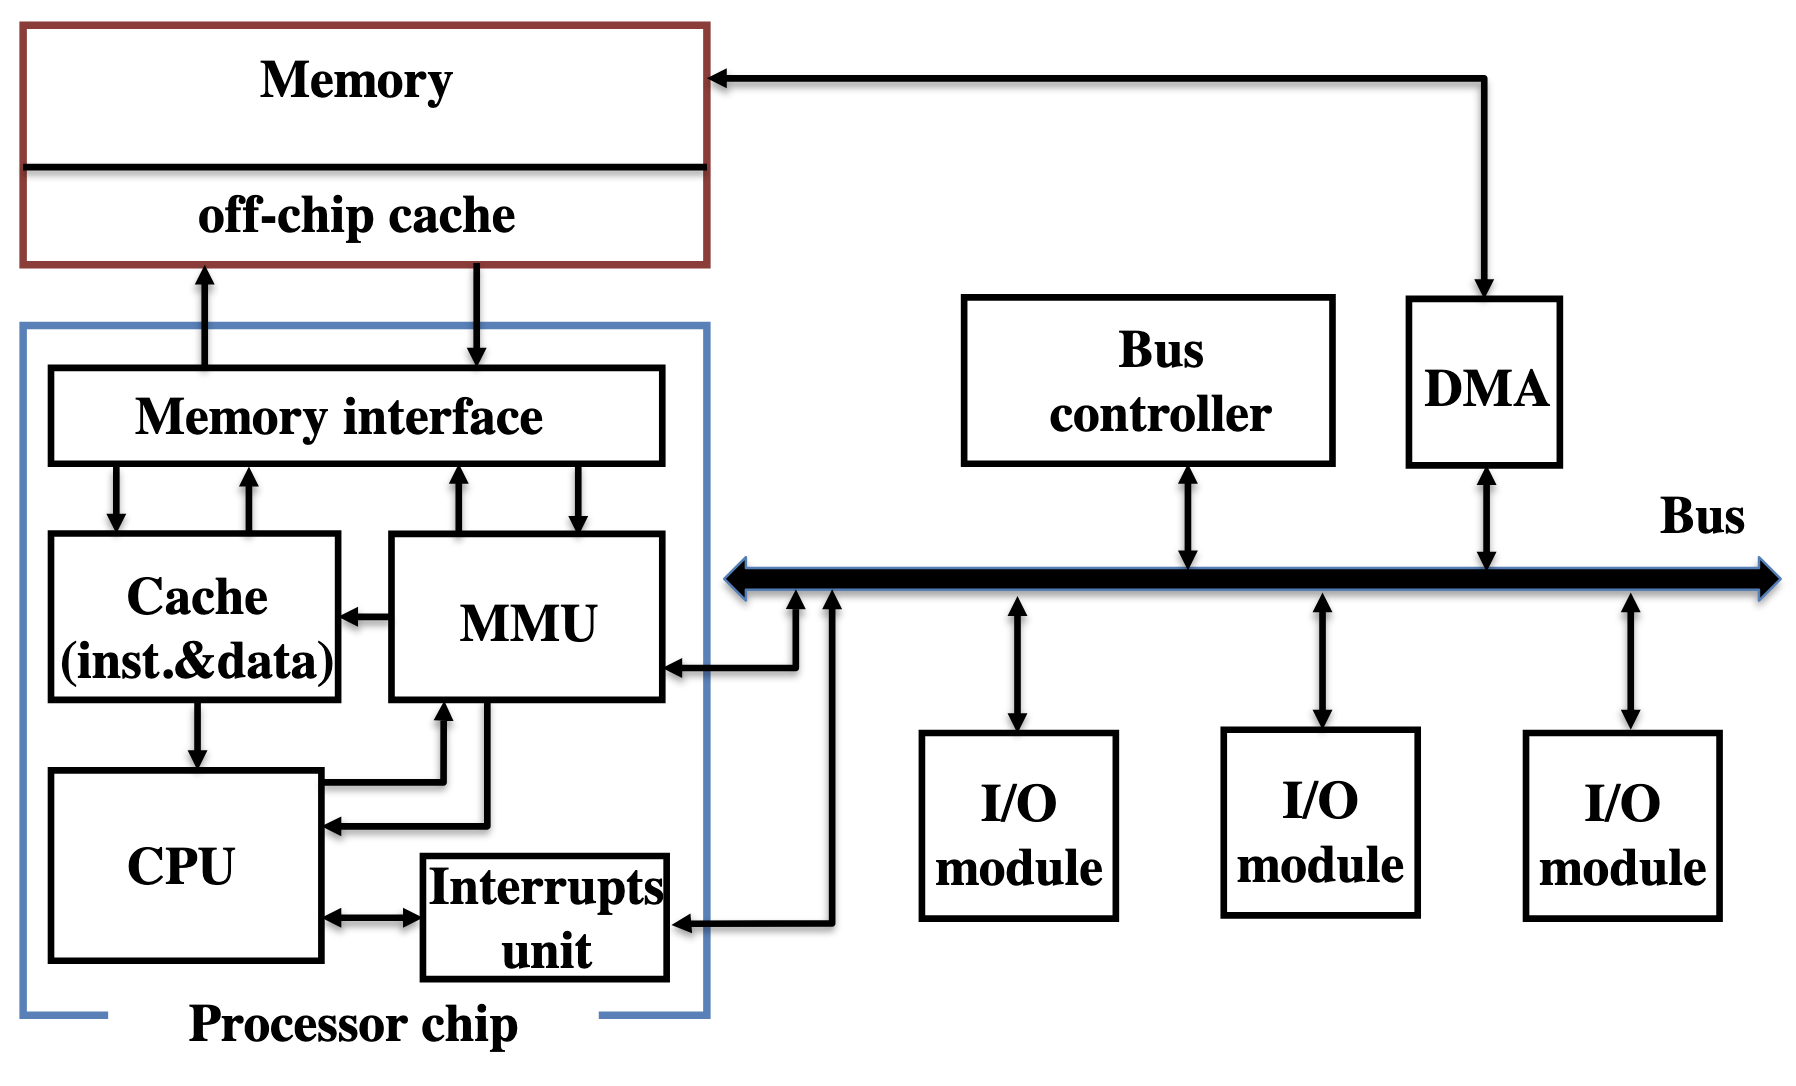 Memory
off-chip cache
Memory interface
Cache
(inst.&data)
MMU
CPU
Interrupts
unit
Processor chip
Bus
controller
DMA
Bus
I/O
module
I/O
module
I/O
module